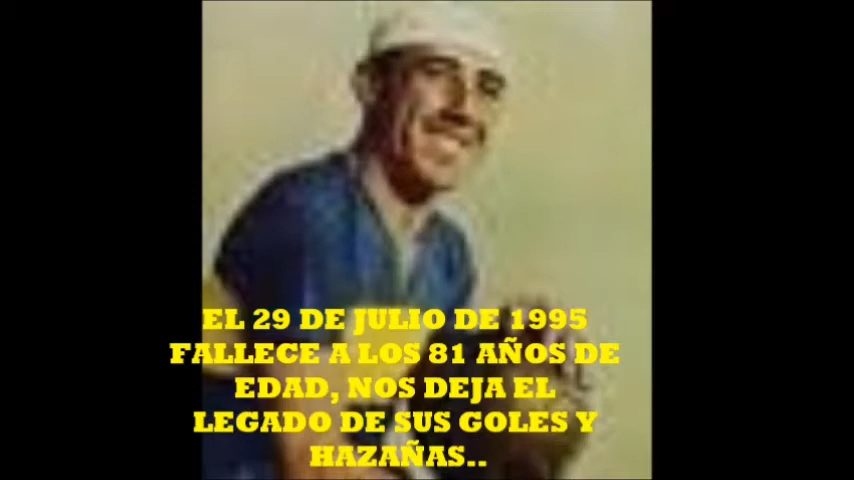 EL 29 DE JULIO DE 1995
FALLECE A LOS 81 AÑOS DE
EDAD, NOS DEJA EL
LEGADO DE SUS GOLES Y
HAZAÑAS..